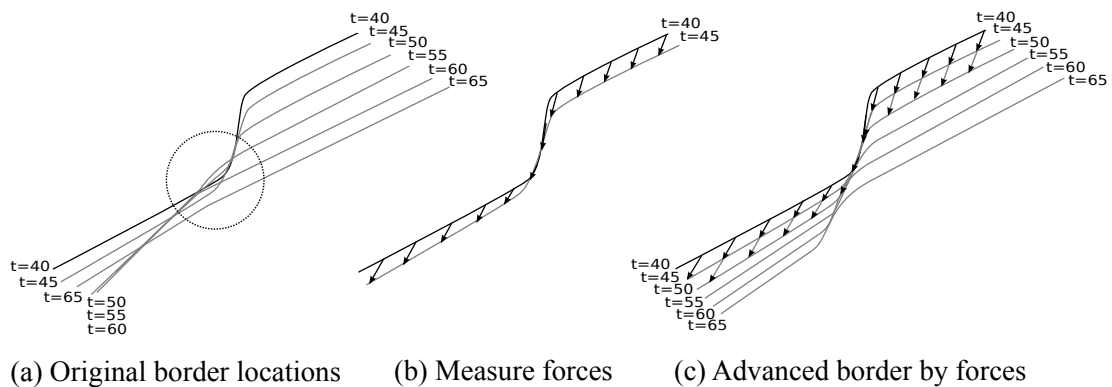 t=40
t=45
t=50
t=55
t=60
t=65
t=40
t=45
t=65
t=50
t=55
t=60
t=40
t=45
t=40
t=45
t=50
t=55
t=60
t=65
t=40
t=45
t=50
t=55
t=60
t=65
(a) Original border locations
(b) Measure forces
(c) Advanced border by forces